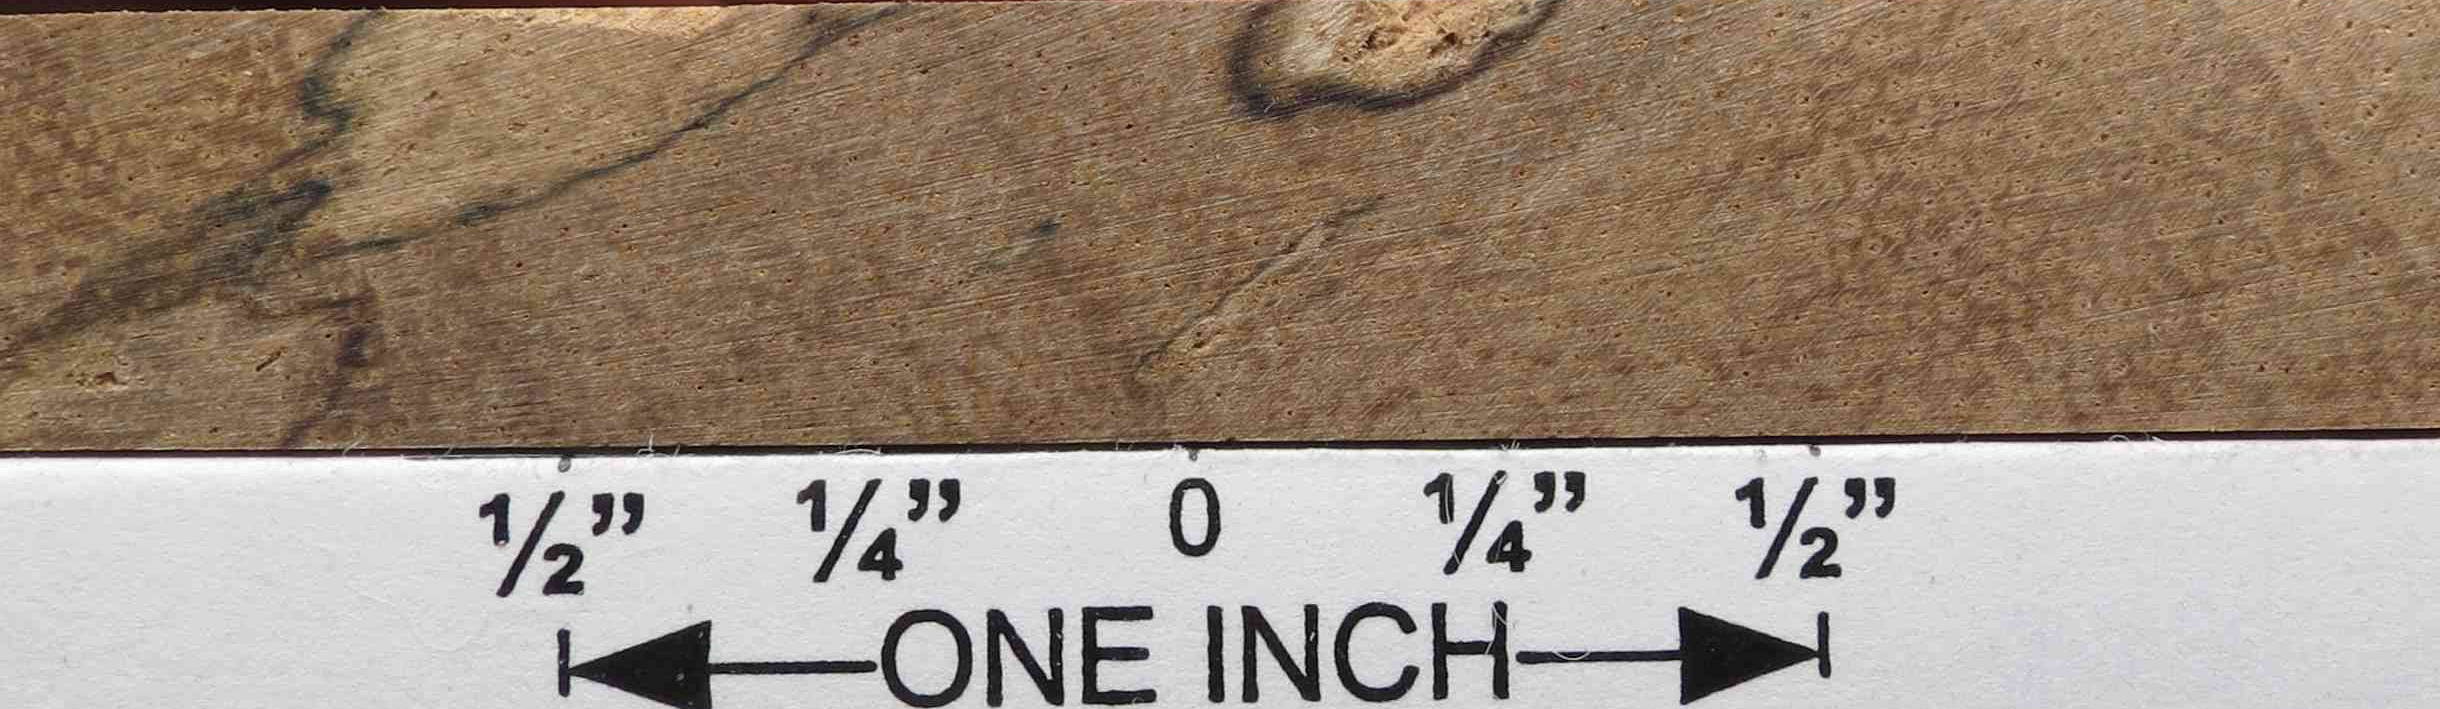 ½” ¼” 0 ¼” ½”
ONE INCH